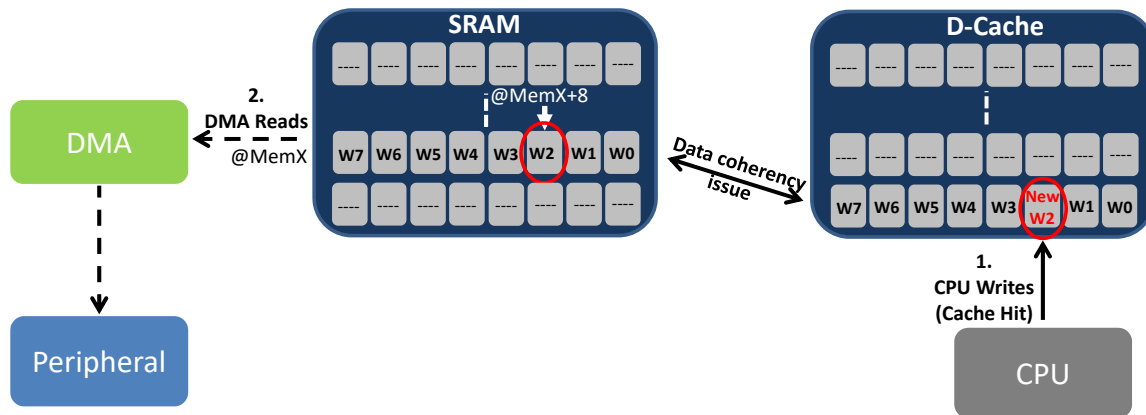 SRAM
---- ---- ---- ---- ---- ---- ---- ----
@MemX+8
W7 W6 W5 W4 W3 W2 W1 W0
---- ---- ---- ---- ---- ---- ---- ----
D-Cache
---- ---- ---- ---- ---- ---- ---- ----
---- ---- ---- ---- ---- ---- ---- ----
W7 W6 W5 W4 W3 New W2 W1 W0
2.
DMA Reads
@MemX
DMA
Data coherency
issue
1.
CPU Writes
(Cache Hit)
Peripheral
CPU